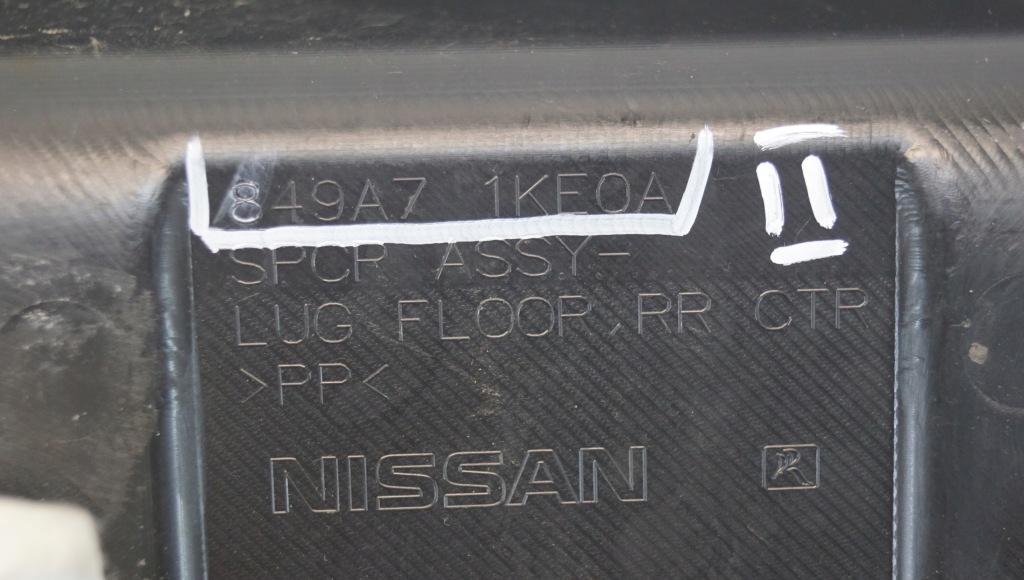 849A7 1KE0A
SPCR ASSY-
LUG FLOOR,RR CTR
>PP<
NISSAN